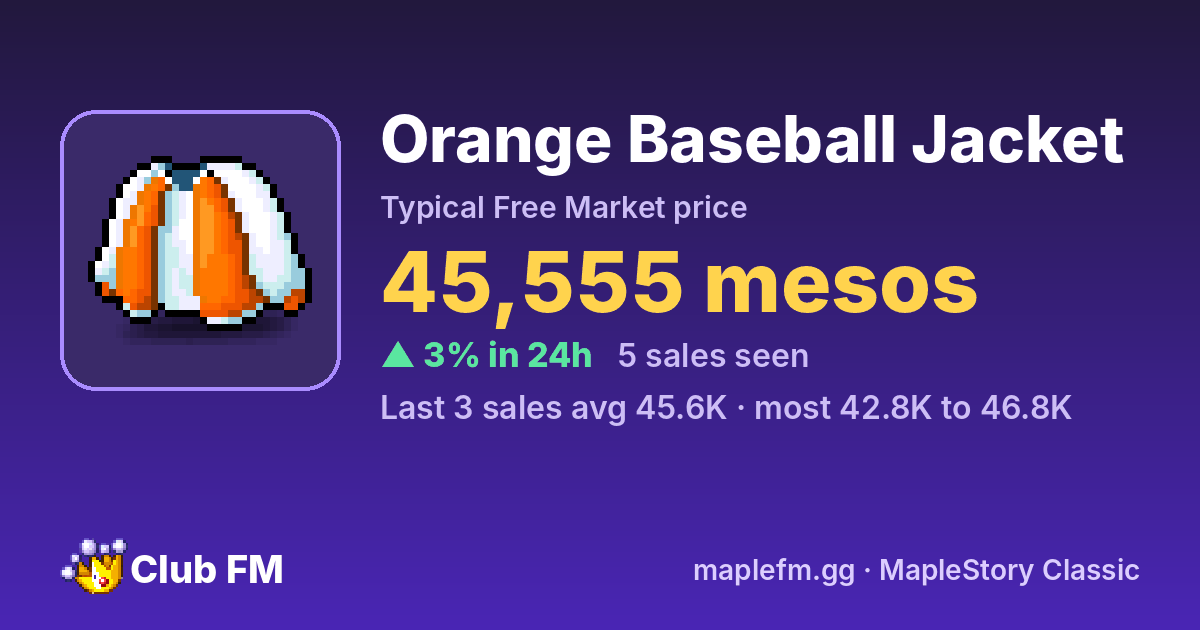 Orange Baseball Jacket
Typical Free Market price
45,555 mesos
▲ 3% in 24h 5 sales seen
Last 3 sales avg 45.6K · most 42.8K to 46.8K
Club FM
maplefm.gg · MapleStory Classic